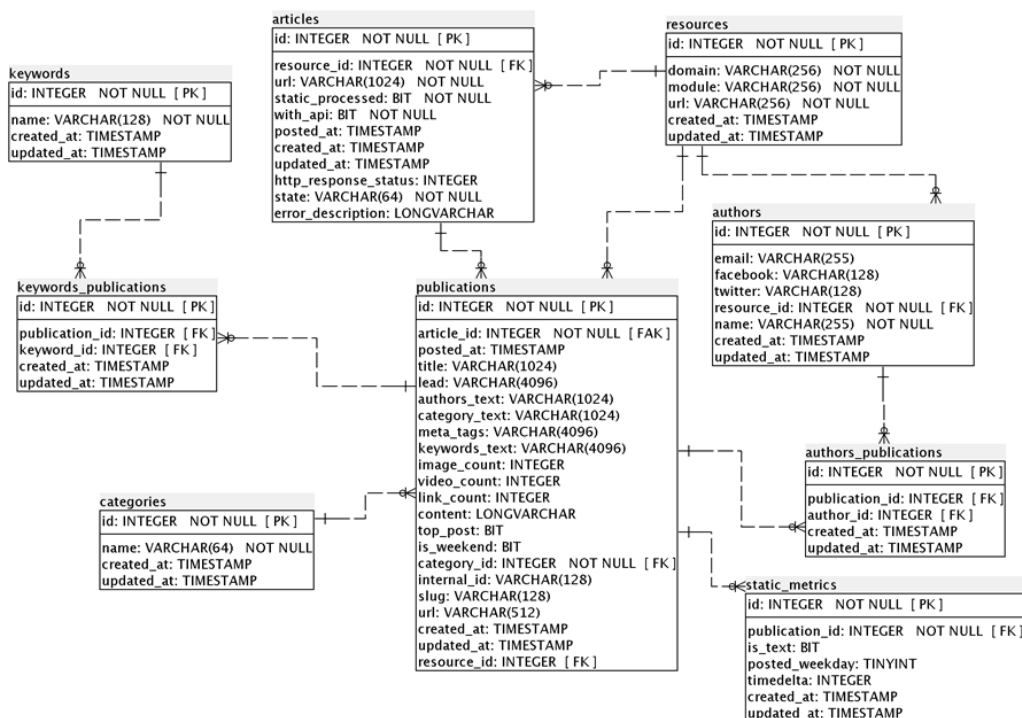 articles
id: INTEGER NOT NULL [ PK ]
resource_id: INTEGER NOT NULL [ FK ]
url: VARCHAR(1024) NOT NULL
static_processed: BIT NOT NULL
with_api: BIT NOT NULL
posted_at: TIMESTAMP
created_at: TIMESTAMP
updated_at: TIMESTAMP
http_response_status: INTEGER
state: VARCHAR(64) NOT NULL
error_description: LONGVARCHAR
resources
id: INTEGER NOT NULL [ PK ]
domain: VARCHAR(256) NOT NULL
module: VARCHAR(256) NOT NULL
url: VARCHAR(256) NOT NULL
created_at: TIMESTAMP
updated_at: TIMESTAMP
keywords
id: INTEGER NOT NULL [ PK ]
name: VARCHAR(128) NOT NULL
created_at: TIMESTAMP
updated_at: TIMESTAMP
authors
id: INTEGER NOT NULL [ PK ]
email: VARCHAR(255)
facebook: VARCHAR(128)
twitter: VARCHAR(128)
resource_id: INTEGER [ FK ]
name: VARCHAR(255) NOT NULL
created_at: TIMESTAMP
updated_at: TIMESTAMP
keywords_publications
id: INTEGER NOT NULL [ PK ]
publication_id: INTEGER [ FK ]
keyword_id: INTEGER [ FK ]
created_at: TIMESTAMP
updated_at: TIMESTAMP
publications
id: INTEGER NOT NULL [ PK ]
article_id: INTEGER NOT NULL [ FAK ]
posted_at: TIMESTAMP
title: VARCHAR(1024)
lead: VARCHAR(4096)
authors_text: VARCHAR(1024)
category_text: VARCHAR(1024)
meta_tags: VARCHAR(4096)
keywords_text: VARCHAR(4096)
image_count: INTEGER
video_count: INTEGER
link_count: INTEGER
content: LONGVARCHAR
top_post: BIT
is_weekend: BIT
category_id: INTEGER NOT NULL [ FK ]
internal_id: VARCHAR(128)
slug: VARCHAR(128)
url: VARCHAR(512)
created_at: TIMESTAMP
updated_at: TIMESTAMP
resource_id: INTEGER [ FK ]
authors_publications
id: INTEGER NOT NULL [ PK ]
publication_id: INTEGER [ FK ]
author_id: INTEGER [ FK ]
created_at: TIMESTAMP
updated_at: TIMESTAMP
categories
id: INTEGER NOT NULL [ PK ]
name: VARCHAR(64) NOT NULL
created_at: TIMESTAMP
updated_at: TIMESTAMP
static_metrics
id: INTEGER NOT NULL [ PK ]
publication_id: INTEGER NOT NULL [ FK ]
is_text: BIT
posted_weekday: TINYINT
timedelta: INTEGER
created_at: TIMESTAMP
updated_at: TIMESTAMP